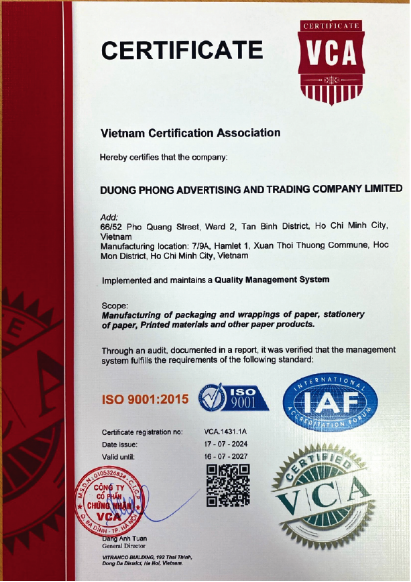 CERTIFICATE
CERTIFICATE
VCA
Vietnam Certification Association
Hereby certifies that the company:
DUONG PHONG ADVERTISING AND TRADING COMPANY LIMITED
Add:
66/52 Pho Quang Street, Ward 2, Tan Binh District, Ho Chi Minh City,
Vietnam
Manufacturing location: 7/9A, Hamlet 1, Xuan Thoi Thuong Commune, Hoc
Mon District, Ho Chi Minh City, Vietnam
Implemented and maintains a Quality Management System
Scope:
Manufacturing of packaging and wrappings of paper, stationery
of paper, Printed materials and other paper products.
Through an audit, documented in a report, it was verified that the management
system fulfills the requirements of the following standard:
ISO 9001:2015
ISO
9001
INTERNATIONAL
IAF
ACCREDITATION FORUM
Certificate registration no: VCA.1431.1A
Date issue: 17 - 07 - 2024
Valid until: 16 - 07 - 2027
CERTIFIED
VCA
CÔNG TY
CỔ PHẦN
CHỨNG NHẬN
VCA
Dang Anh Tuan
General Director
VITRANCO BUILDING, 192 Thai Thinh,
Dong Da District, Ha Noi, Vietnam